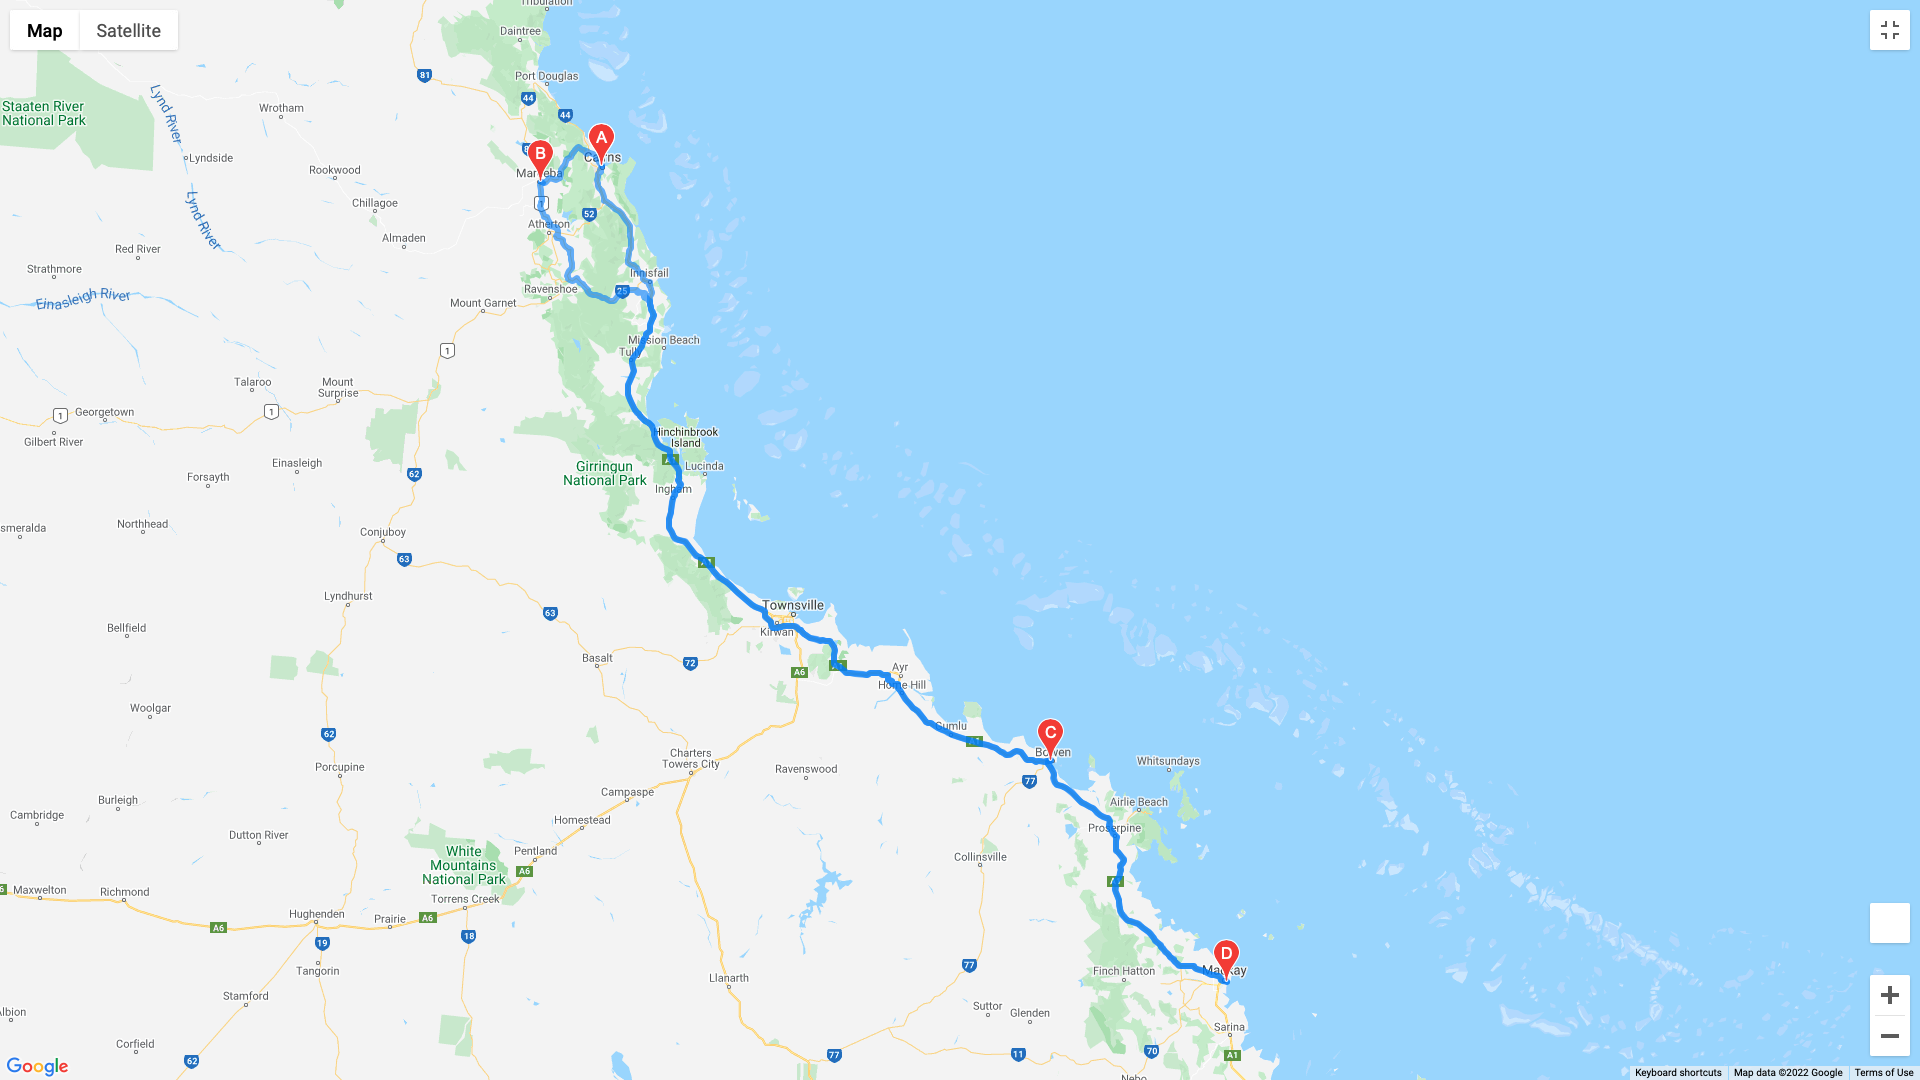 Map
Satellite
Tribulation
Daintree
Port Douglas
81
44
44
Staaten River
National Park
Lynd River
Wrotham
Lyndside
Rookwood
A
B
Cairns
Mareeba
Chillagoe
1
52
Atherton
Almaden
Lynd River
Red River
Strathmore
Einasleigh River
Innisfail
25
Ravenshoe
Mount Garnet
1
Mission Beach
Tully
Talaroo
Mount
Surprise
1
Georgetown
1
Gilbert River
Hinchinbrook
Island
Einasleigh
Forsayth
62
Girringun
National Park
Lucinda
Ingham
Northhead
Conjuboy
63
Lyndhurst
63
Townsville
Kirwan
Bellfield
Basalt
72
A6
Ayr
Home Hill
Woolgar
62
Gumlu
A1
C
Bowen
Charters
Towers City
Ravenswood
77
Whitsundays
Porcupine
Campaspe
Burleigh
Cambridge
Homestead
Airlie Beach
Proserpine
Dutton River
Pentland
White
Mountains
National Park
A6
Collinsville
Maxwelton
Richmond
Torrens Creek
Hughenden
Prairie
A6
A6
18
19
D
Mackay
Tangorin
Llanarth
77
Finch Hatton
Stamford
Suttor
Glenden
Sarina
Corfield
62
77
11
70
A1
Nebo
Google
Keyboard shortcuts
Map data ©2022 Google
Terms of Use